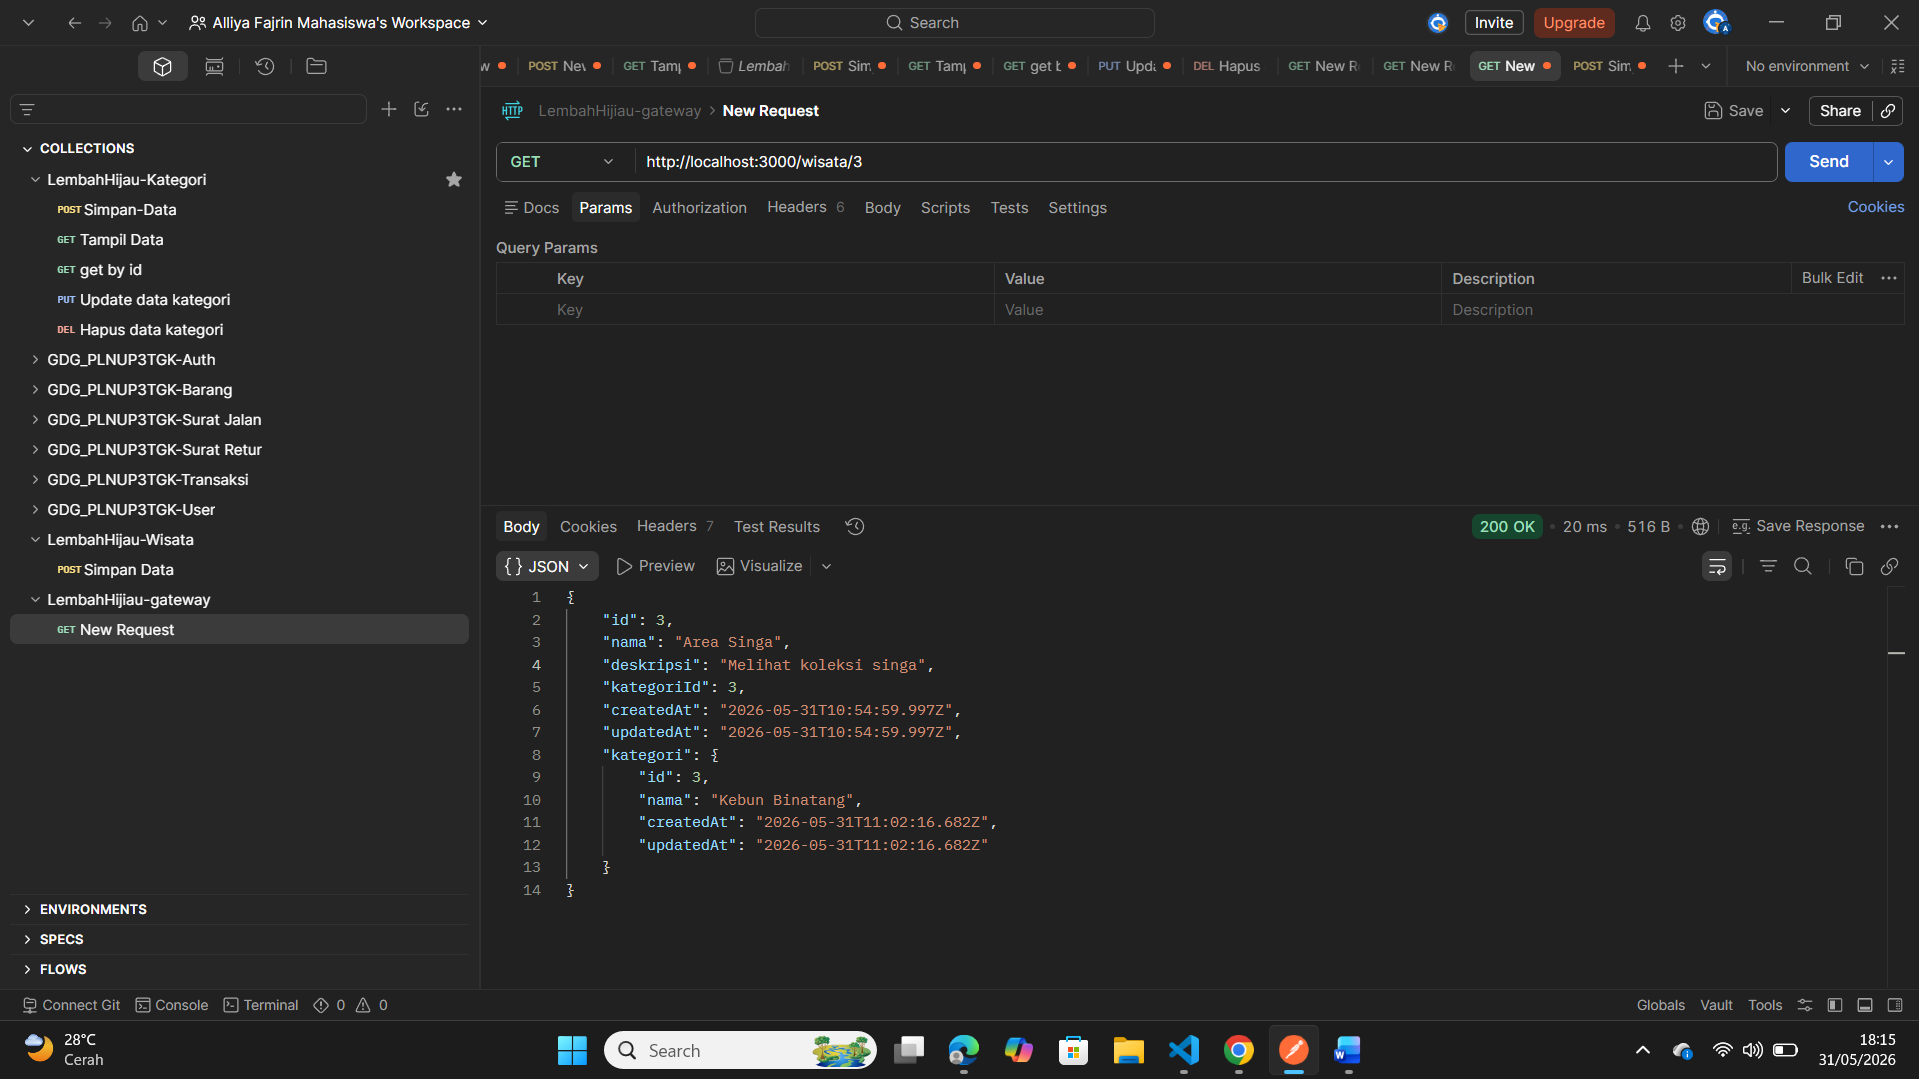 Alliya Fajrin Mahasiswa's Workspace
Search
Invite
Upgrade
w
POST Nev
GET Tamp
Lembah
POST Sim
GET Tamp
GET get b
PUT Upda
DEL Hapus
GET New R
GET New R
GET New
POST Sim
No environment
COLLECTIONS
LembahHijau-Kategori
POST Simpan-Data
GET Tampil Data
GET get by id
PUT Update data kategori
DEL Hapus data kategori
GDG_PLNUP3TGK-Auth
GDG_PLNUP3TGK-Barang
GDG_PLNUP3TGK-Surat Jalan
GDG_PLNUP3TGK-Surat Retur
GDG_PLNUP3TGK-Transaksi
GDG_PLNUP3TGK-User
LembahHijau-Wisata
POST Simpan Data
LembahHijiau-gateway
GET New Request
ENVIRONMENTS
SPECS
FLOWS
HTTP LembahHijiau-gateway > New Request
Save
Share
GET http://localhost:3000/wisata/3
Send
Docs Params Authorization Headers 6 Body Scripts Tests Settings
Cookies
Query Params
Key Value Description Bulk Edit
Key Value Description
Body Cookies Headers 7 Test Results
200 OK • 20 ms • 516 B
e.g. Save Response
{} JSON Preview Visualize
1 {
2 "id": 3,
3 "nama": "Area Singa",
4 "deskripsi": "Melihat koleksi singa",
5 "kategoriId": 3,
6 "createdAt": "2026-05-31T10:54:59.997Z",
7 "updatedAt": "2026-05-31T10:54:59.997Z",
8 "kategori": {
9 "id": 3,
10 "nama": "Kebun Binatang",
11 "createdAt": "2026-05-31T11:02:16.682Z",
12 "updatedAt": "2026-05-31T11:02:16.682Z"
13 }
14 }
Connect Git Console Terminal 0 0
Globals Vault Tools
28°C
Cerah
Search
18:15
31/05/2026